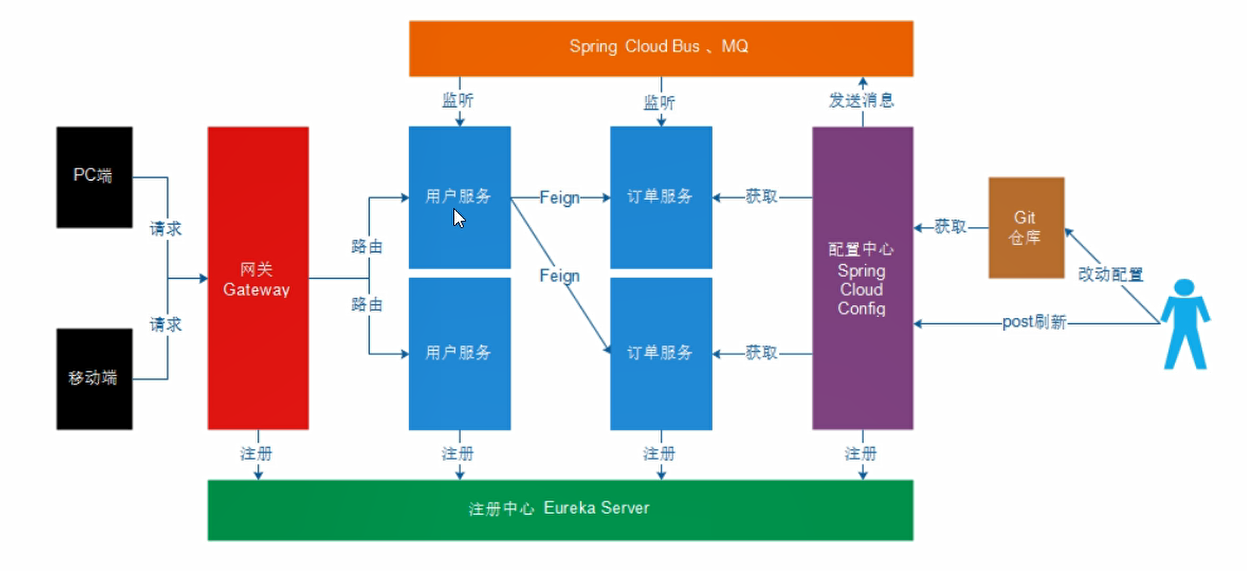 Spring Cloud Bus 、MQ
监听
监听
发送消息
PC端
请求
网关
Gateway
路由
用户服务
Feign
订单服务
获取
配置中心
Spring
Cloud
Config
获取
Git
仓库
改动配置
post刷新
移动端
请求
路由
用户服务
Feign
订单服务
获取
注册
注册
注册
注册
注册中心 Eureka Server